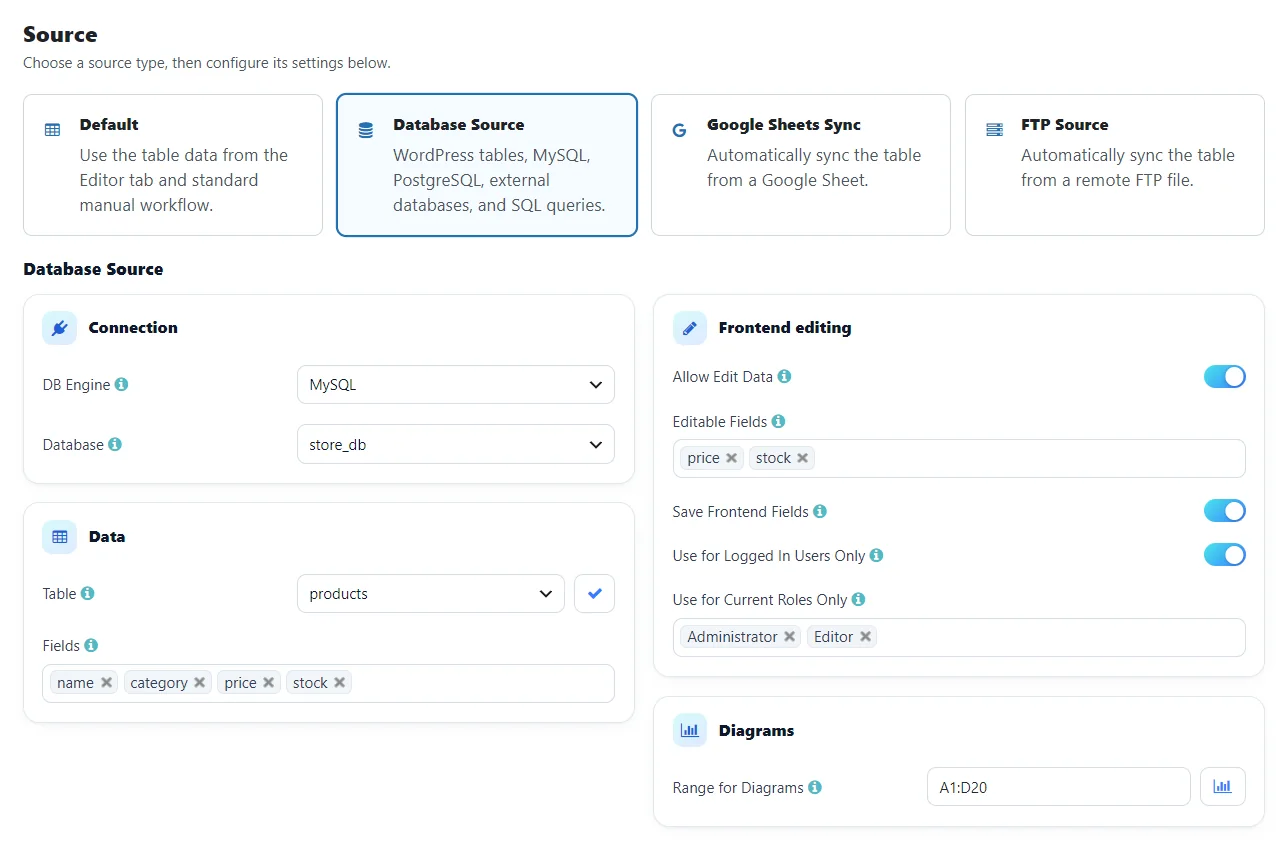 Source
Choose a source type, then configure its settings below.
Default
Use the table data from the
Editor tab and standard
manual workflow.
Database Source
WordPress tables, MySQL,
PostgreSQL, external
databases, and SQL queries.
Google Sheets Sync
Automatically sync the table
from a Google Sheet.
FTP Source
Automatically sync the table
from a remote FTP file.
Database Source
Connection
DB Engine
MySQL
Database
store_db
Data
Table
products
Fields
name category price stock
Frontend editing
Allow Edit Data
Editable Fields
price stock
Save Frontend Fields
Use for Logged In Users Only
Use for Current Roles Only
Administrator Editor
Diagrams
Range for Diagrams
A1:D20